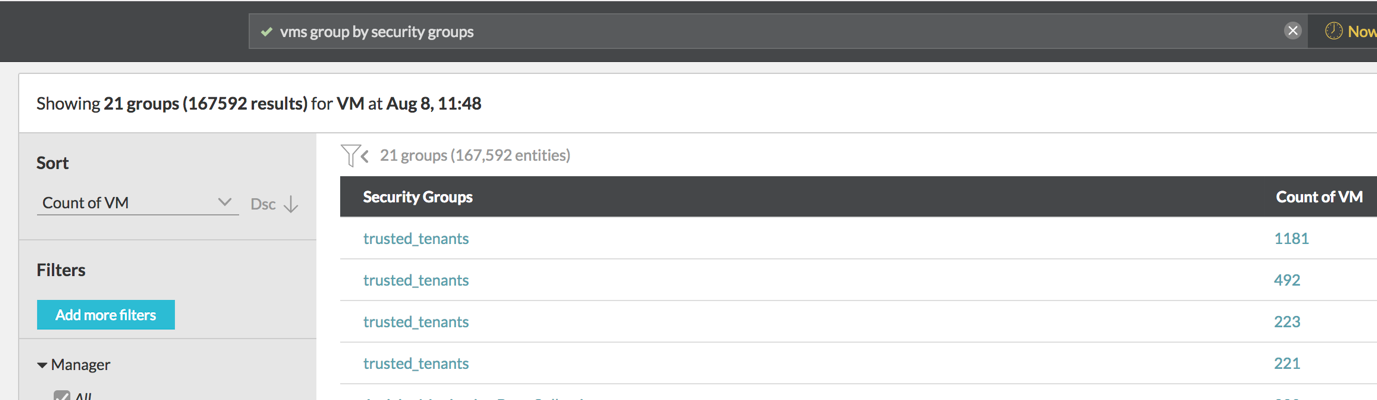 vms group by security groups
Now
Showing 21 groups (167592 results) for VM at Aug 8, 11:48
Sort
Count of VM
Dsc
Filters
Add more filters
Manager
All
21 groups (167,592 entities)
Security Groups Count of VM
trusted_tenants 1181
trusted_tenants 492
trusted_tenants 223
trusted_tenants 221